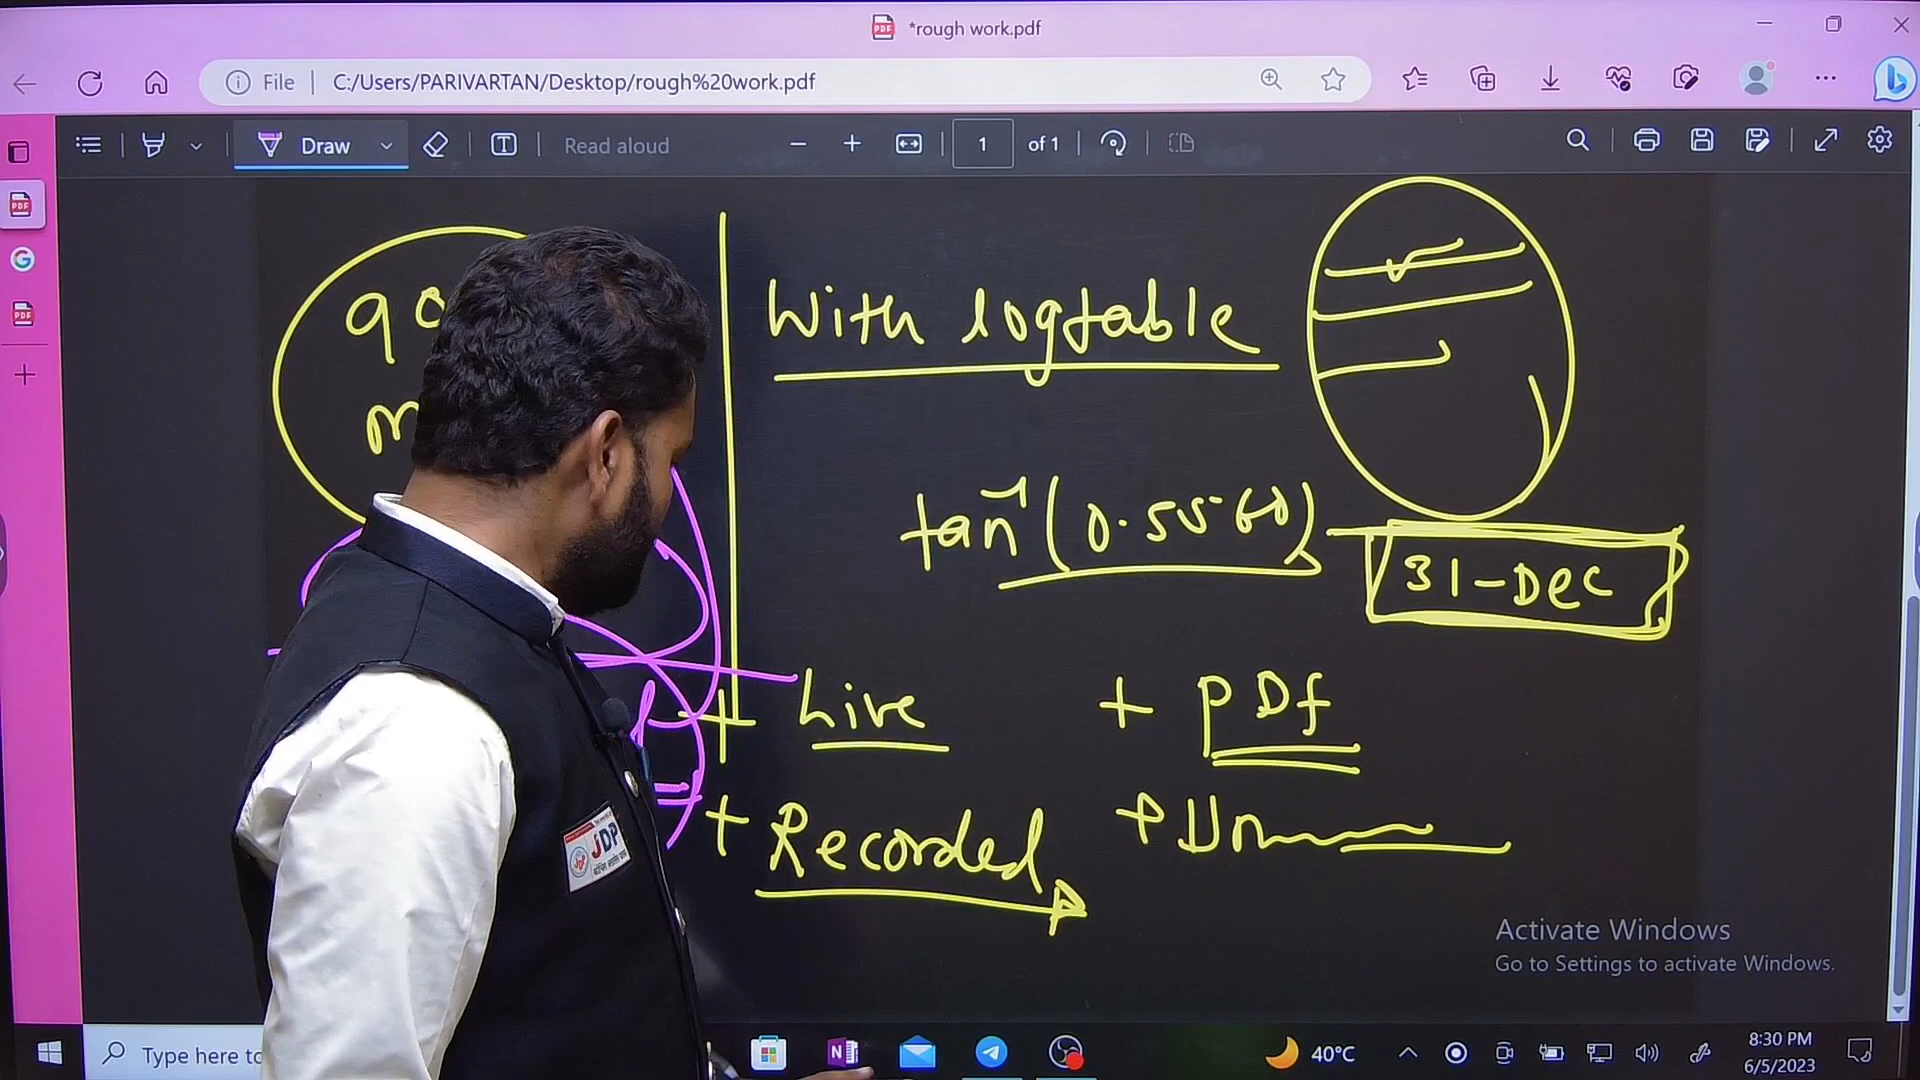 *rough work.pdf
File | C:/Users/PARIVARTAN/Desktop/rough%20work.pdf
Draw
Read aloud
1 of 1
With logtable
tan⁻¹(0.5560)
31-Dec
+ Live + PDf
+ Recorded
JDP
Activate Windows
Go to Settings to activate Windows.
Type here to
40°C
8:30 PM
6/5/2023